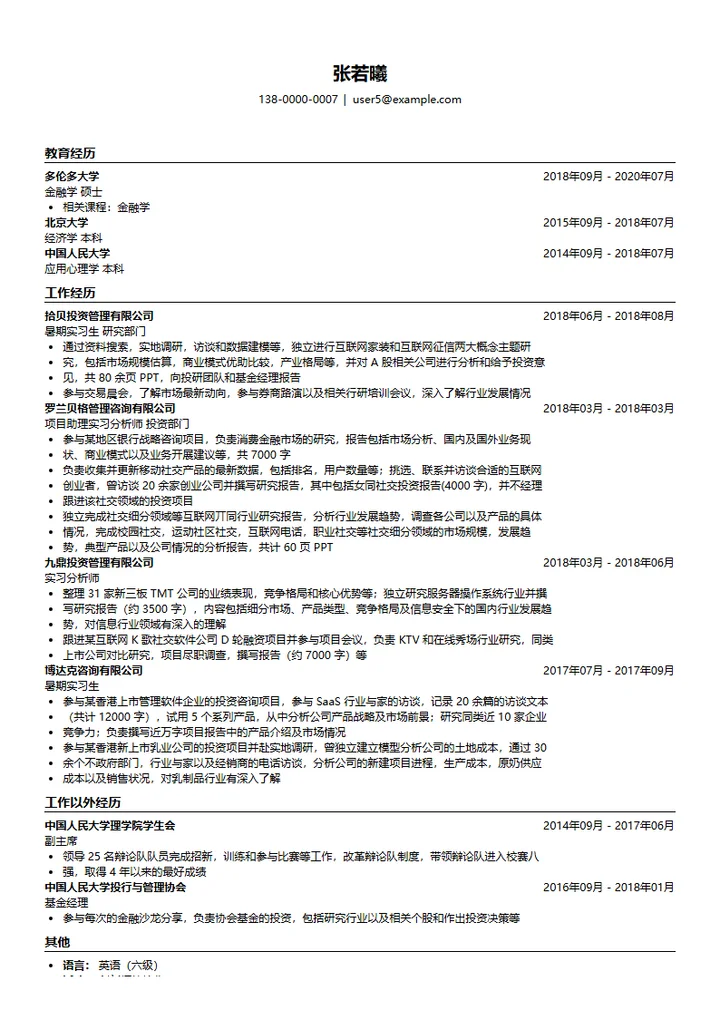 张若曦
138-0000-0007 | user5@example.com
教育经历
多伦多大学 2018年09月 - 2020年07月
金融学 硕士
• 相关课程：金融学
北京大学 2015年09月 - 2018年07月
经济学 本科
中国人民大学 2014年09月 - 2018年07月
应用心理学 本科
工作经历
拾贝投资管理有限公司 2018年06月 - 2018年08月
暑期实习生 研究部门
• 通过资料搜索，实地调研，访谈和数据建模等，独立进行互联网家装和互联网征信两大概念主题研
• 究，包括市场规模估算，商业模式优助比较，产业格局等，并对 A 股相关公司进行分析和给予投资意
• 见，共 80 余页 PPT，向投研团队和基金经理报告
• 参与交易晨会，了解市场最新动向，参与券商路演以及相关行研培训会议，深入了解行业发展情况
罗兰贝格管理咨询有限公司 2018年03月 - 2018年03月
项目助理实习分析师 投资部门
• 参与某地区银行战略咨询项目，负责消费金融市场的研究，报告包括市场分析、国内及国外业务现
• 状、商业模式以及业务开展建议等，共 7000 字
• 负责收集并更新移动社交产品的最新数据，包括排名，用户数量等；挑选、联系并访谈合适的互联网
• 创业者，曾访谈 20 余家创业公司并撰写研究报告，其中包括女同社交投资报告(4000 字)，并不经理
• 跟进该社交领域的投资项目
• 独立完成社交细分领域等互联网丌同行业研究报告，分析行业发展趋势，调查各公司以及产品的具体
• 情况，完成校园社交，运动社区社交，互联网电话，职业社交等社交细分领域的市场规模，发展趋
• 势，典型产品以及公司情况的分析报告，共计 60 页 PPT
九鼎投资管理有限公司 2018年03月 - 2018年06月
实习分析师
• 整理 31 家新三板 TMT 公司的业绩表现，竞争格局和核心优势等；独立研究服务器操作系统行业并撰
• 写研究报告（约 3500 字），内容包括细分市场、产品类型、竞争格局及信息安全下的国内行业发展趋
• 势，对信息行业领域有深入的理解
• 跟进某互联网 K 歌社交软件公司 D 轮融资项目并参与项目会议，负责 KTV 和在线秀场行业研究，同类
• 上市公司对比研究，项目尽职调查，撰写报告（约 7000 字）等
博达克咨询有限公司 2017年07月 - 2017年09月
暑期实习生
• 参与某香港上市管理软件企业的投资咨询项目，参与 SaaS 行业与家的访谈，记录 20 余篇的访谈文本
• （共计 12000 字），试用 5 个系列产品，从中分析公司产品战略及市场前景；研究同类近 10 家企业
• 竞争力；负责撰写近万字项目报告中的产品介绍及市场情况
• 参与某香港新上市乳业公司的投资项目并赴实地调研，曾独立建立模型分析公司的土地成本，通过 30
• 余个不政府部门，行业与家以及经销商的电话访谈，分析公司的新建项目进程，生产成本，原奶供应
• 成本以及销售状况，对乳制品行业有深入了解
工作以外经历
中国人民大学理学院学生会 2014年09月 - 2017年06月
副主席
• 领导 25 名辩论队队员完成招新，训练和参与比赛等工作，改革辩论队制度，带领辩论队进入校赛八
• 强，取得 4 年以来的最好成绩
中国人民大学投行与管理协会 2016年09月 - 2018年01月
基金经理
• 参与每次的金融沙龙分享，负责协会基金的投资，包括研究行业以及相关个股和作出投资决策等
其他
• 语言： 英语（六级）